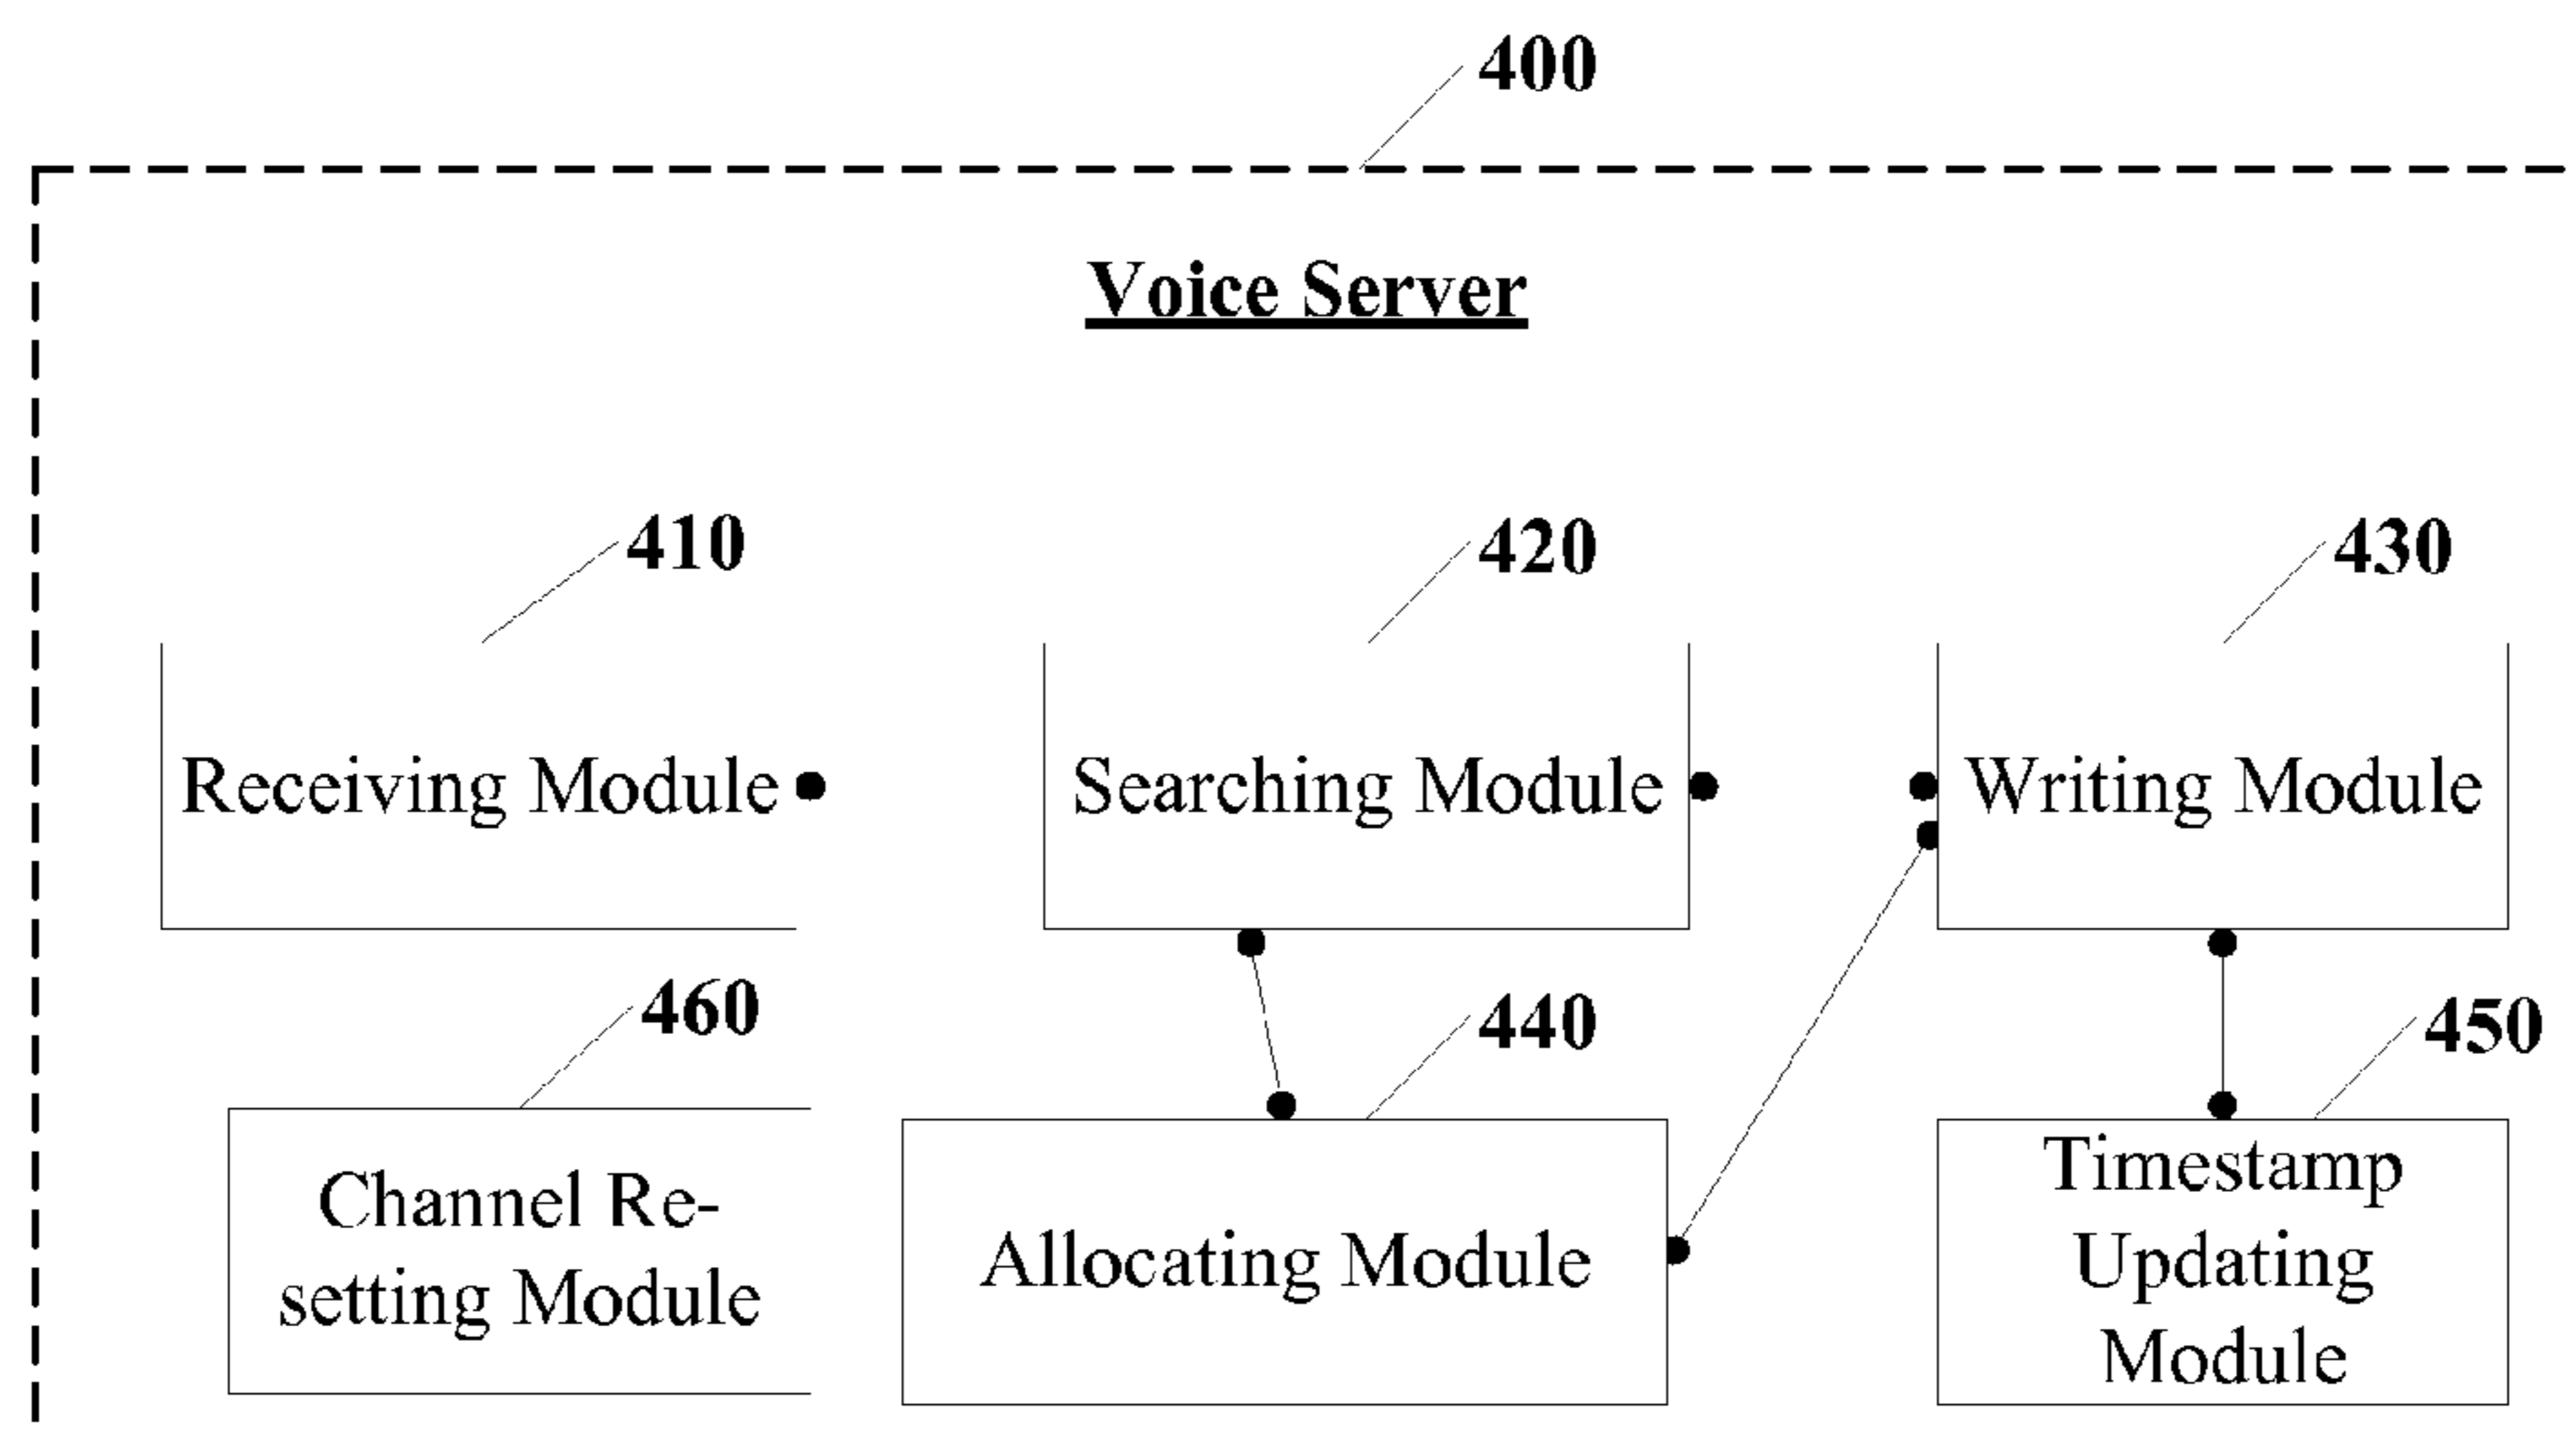 400
Voice Server
410
420
430
Receiving Module
Searching Module
Writing Module
460
440
450
Channel Re-
setting Module
Allocating Module
Timestamp
Updating
Module